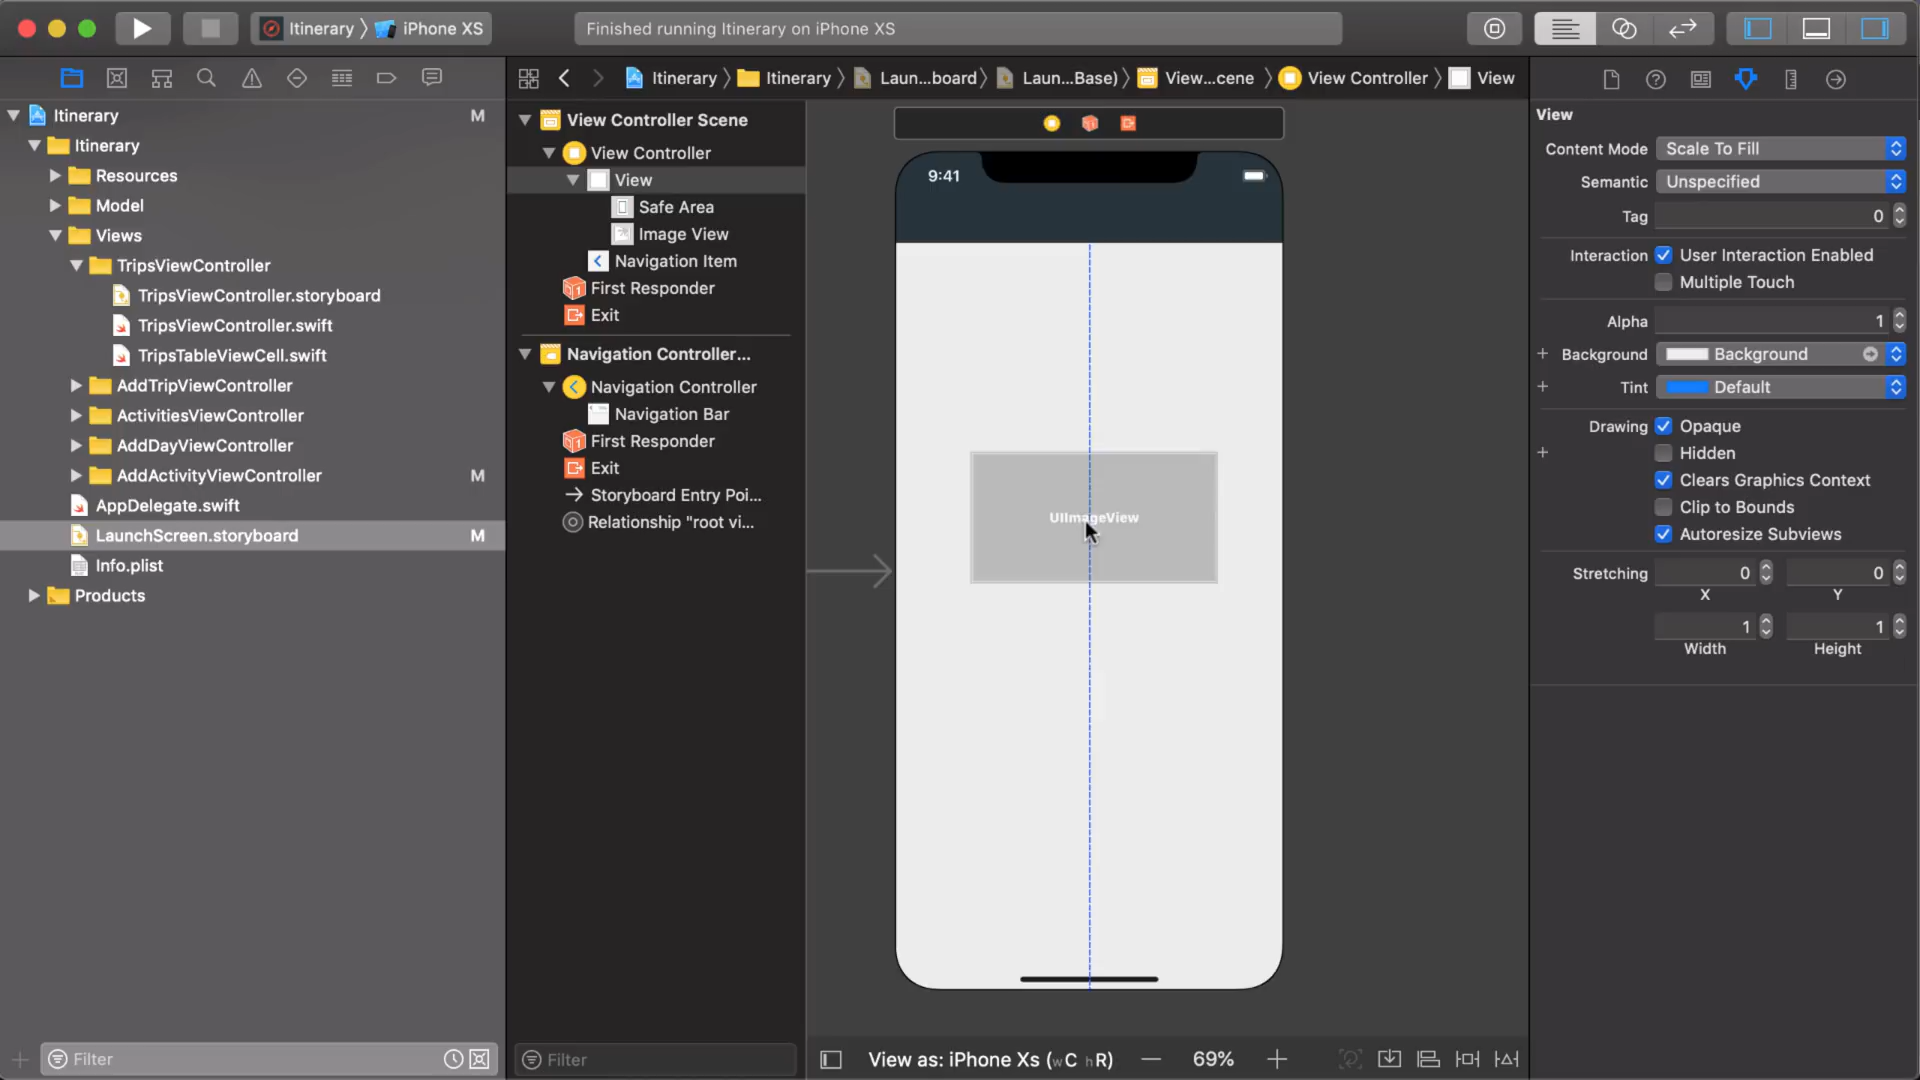 Itinerary 〉 iPhone XS
Finished running Itinerary on iPhone XS
Itinerary 〉 Itinerary 〉 Laun...board 〉 Laun...Base) 〉 View...cene 〉 View Controller 〉 View
Itinerary M
Itinerary
Resources
Model
Views
TripsViewController
TripsViewController.storyboard
TripsViewController.swift
TripsTableViewCell.swift
AddTripViewController
ActivitiesViewController
AddDayViewController
AddActivityViewController M
AppDelegate.swift
LaunchScreen.storyboard M
Info.plist
Products
Filter
View Controller Scene
View Controller
View
Safe Area
Image View
Navigation Item
First Responder
Exit
Navigation Controller...
Navigation Controller
Navigation Bar
First Responder
Exit
Storyboard Entry Poi...
Relationship "root vi...
Filter
9:41
UIImageView
View as: iPhone Xs (wC hR) — 69% +
View
Content Mode Scale To Fill
Semantic Unspecified
Tag 0
Interaction User Interaction Enabled
Multiple Touch
Alpha 1
+ Background Background
+ Tint Default
Drawing Opaque
+ Hidden
Clears Graphics Context
Clip to Bounds
Autoresize Subviews
Stretching 0 0
X Y
1 1
Width Height